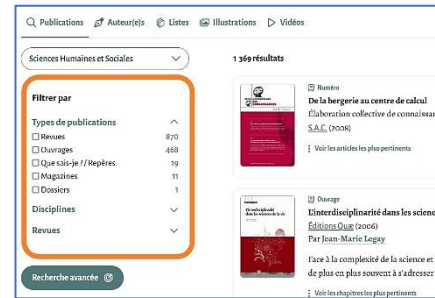 Publications Auteur(e)s Listes Illustrations Vidéos
Sciences Humaines et Sociales
1 369 résultats
Filtrer par
Types de publications
Revues 870
Ouvrages 468
Que sais-je ? / Repères 19
Magazines 11
Dossiers 1
Disciplines
Revues
Recherche avancée
Numéro
De la bergerie au centre de calcul
Élaboration collective de connaissan
S.A.C. (2008)
Voir les articles les plus pertinents
Ouvrage
L'interdisciplinarité dans les science
Éditions Quæ (2006)
Par Jean-Marie Legay
Face à la complexité de la science et
de plus en plus souvent à s'adresser
Voir les chapitres les plus pertinents